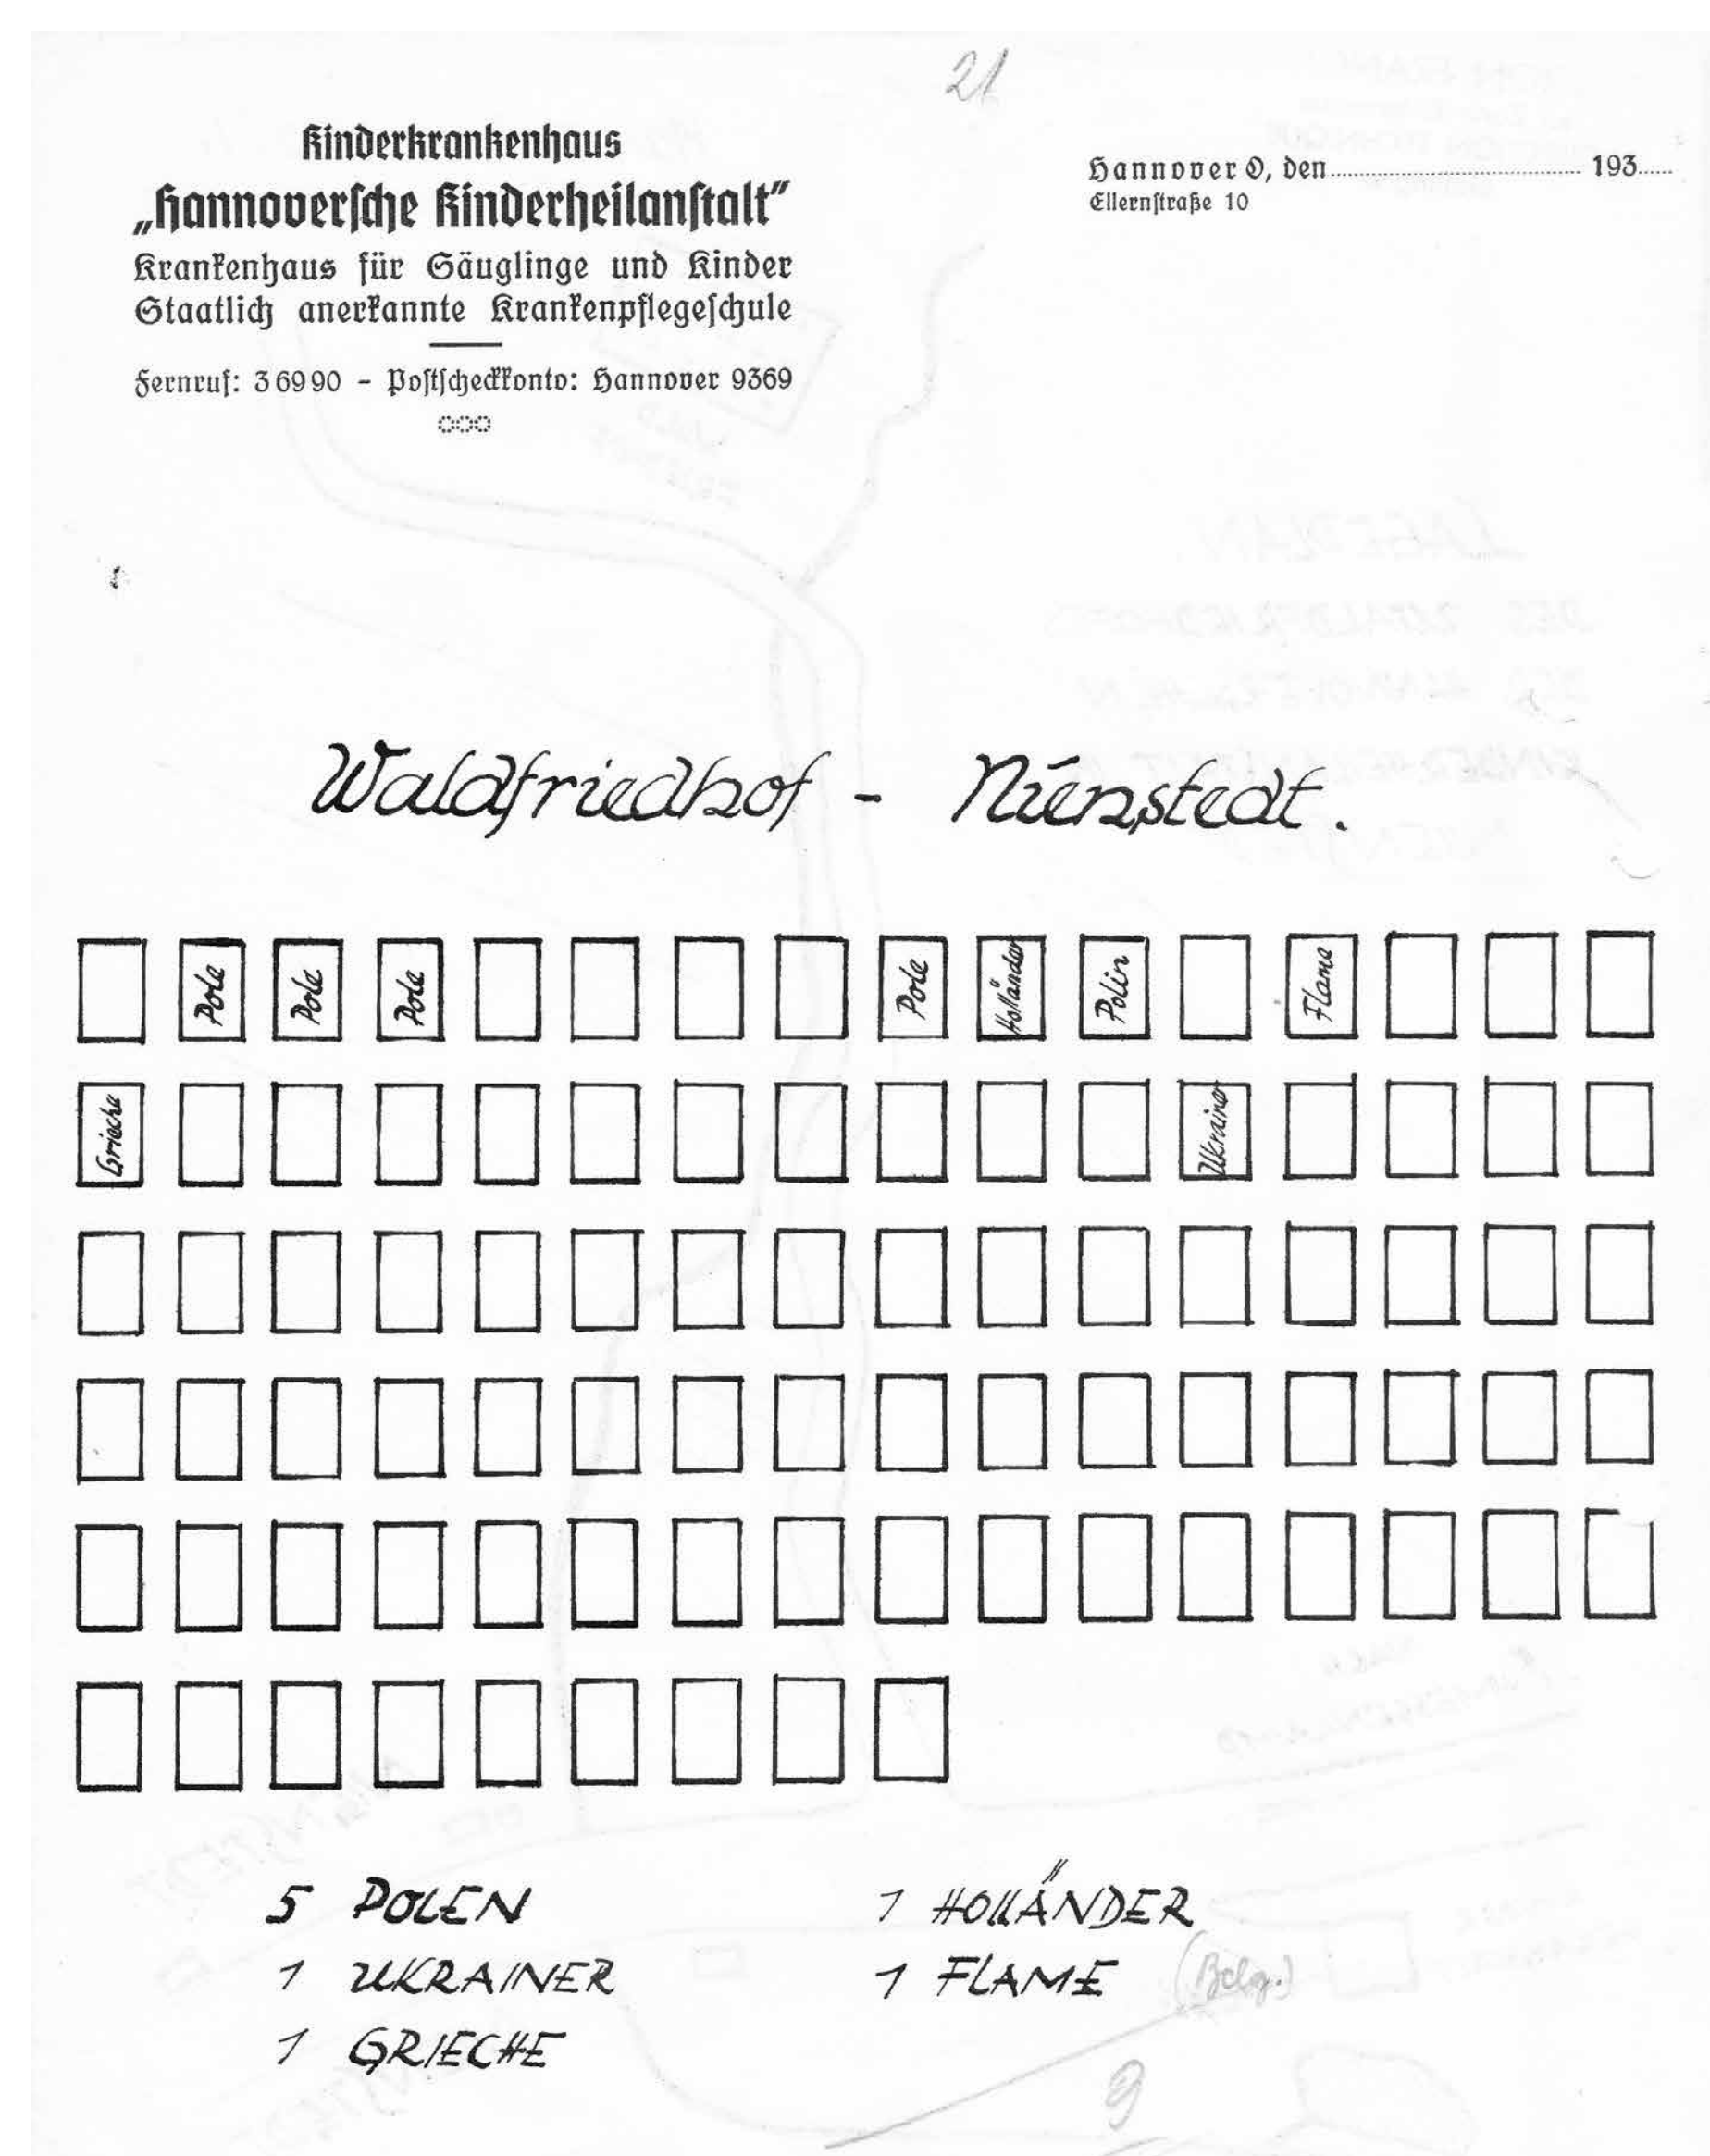 21
Kinderkrankenhaus
„Hannoversche Kinderheilanstalt“
Krankenhaus für Säuglinge und Kinder
Staatlich anerkannte Krankenpflegeschule
Fernruf: 36990 - Postscheckkonto: Hannover 9369
Hannover O, den 193
Ellernstraße 10
Waldfriedhof - Nienstedt.
Pole Pole Pole Pole Holländer Polin Flame
Grieche Ukrainer
5 POLEN 1 HOLLÄNDER
1 UKRAINER 1 FLAME (Belg.)
1 GRIECHE
9